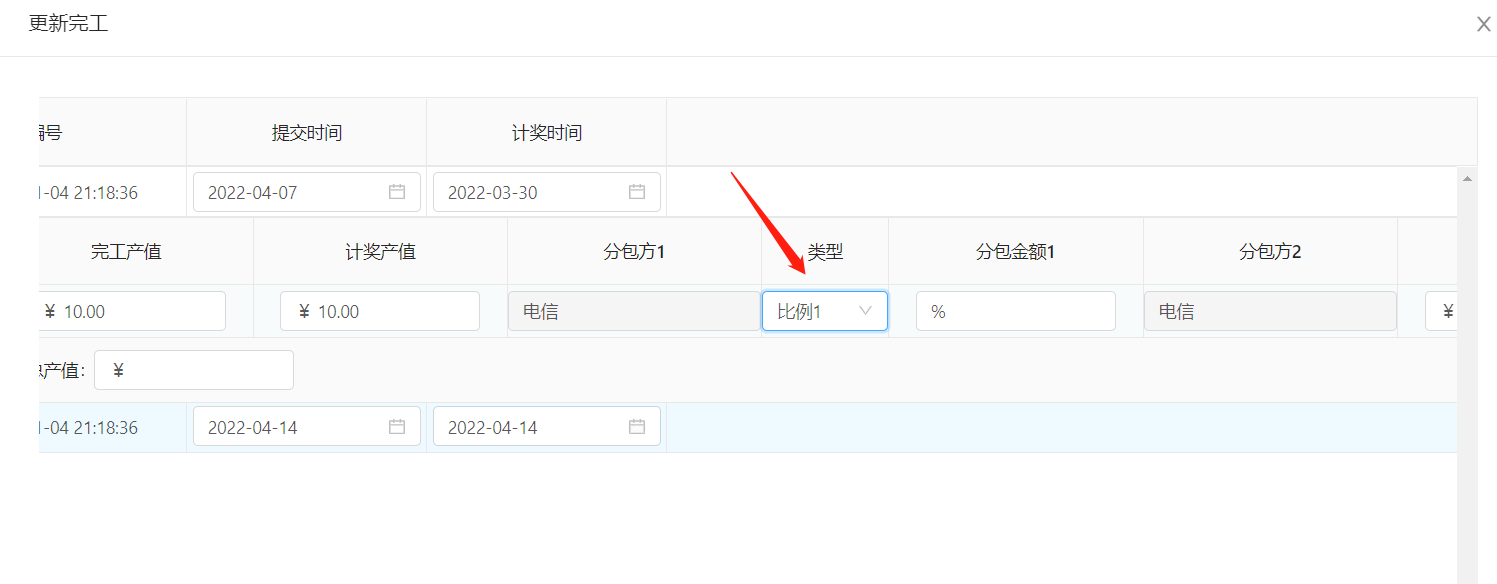 更新完工
编号 提交时间 计奖时间
1-04 21:18:36 2022-04-07 2022-03-30
完工产值 计奖产值 分包方1 类型 分包金额1 分包方2
¥ 10.00 ¥ 10.00 电信 比例1 % 电信 ¥
产值: ¥
1-04 21:18:36 2022-04-14 2022-04-14